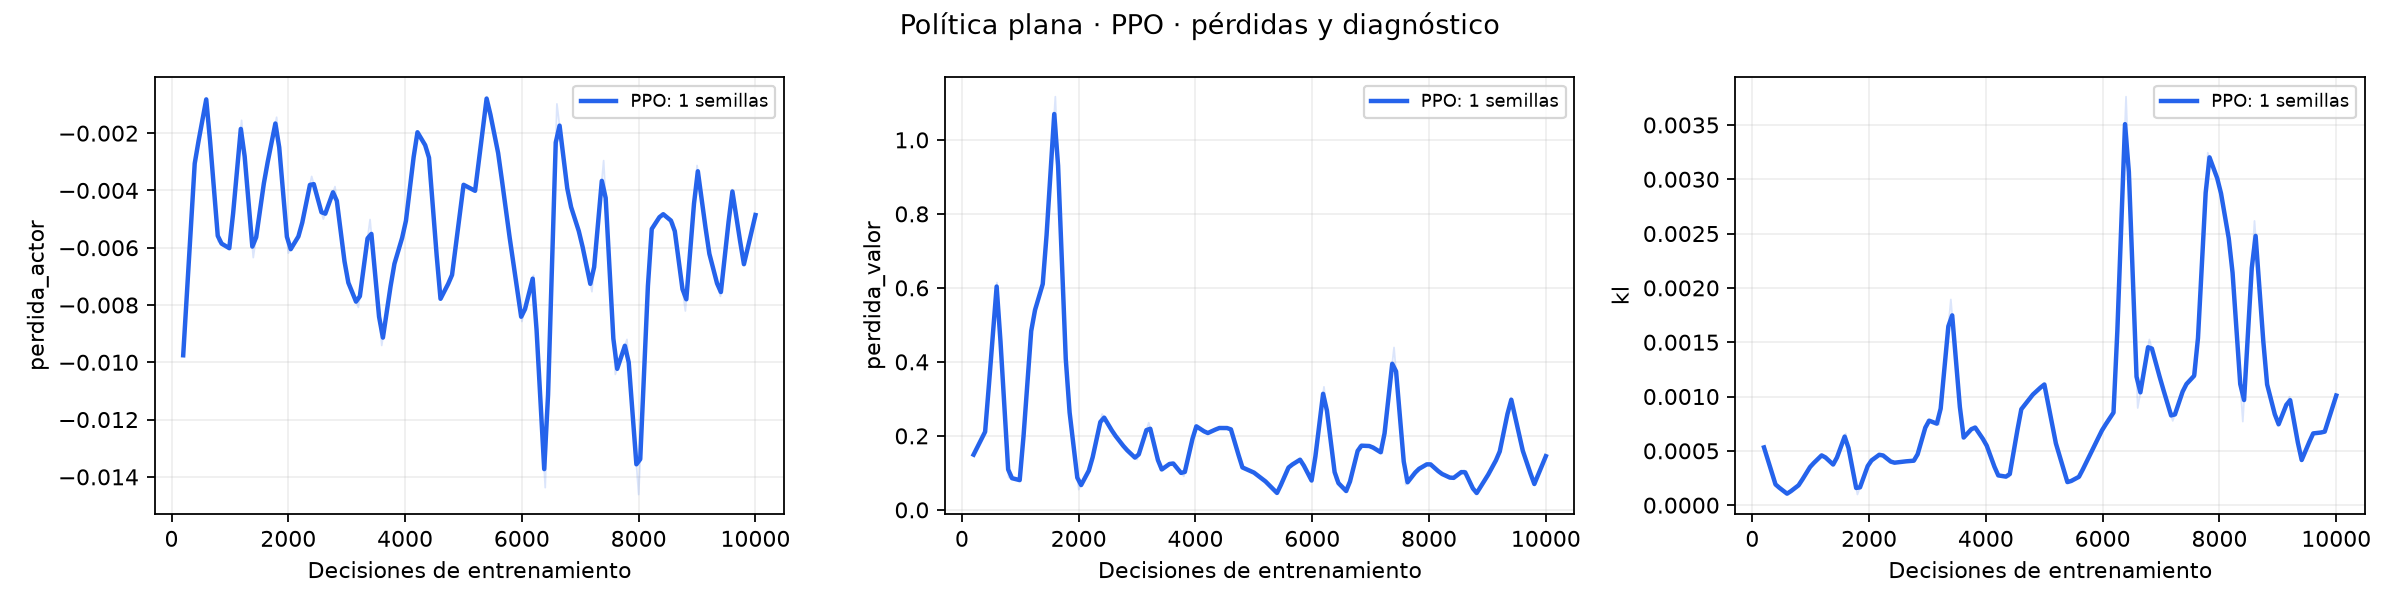 Política plana · PPO · pérdidas y diagnóstico
perdida_actor
−0.002
−0.004
−0.006
−0.008
−0.010
−0.012
−0.014
PPO: 1 semillas
0 2000 4000 6000 8000 10000
Decisiones de entrenamiento
perdida_valor
1.0
0.8
0.6
0.4
0.2
0.0
PPO: 1 semillas
0 2000 4000 6000 8000 10000
Decisiones de entrenamiento
kl
0.0035
0.0030
0.0025
0.0020
0.0015
0.0010
0.0005
0.0000
PPO: 1 semillas
0 2000 4000 6000 8000 10000
Decisiones de entrenamiento